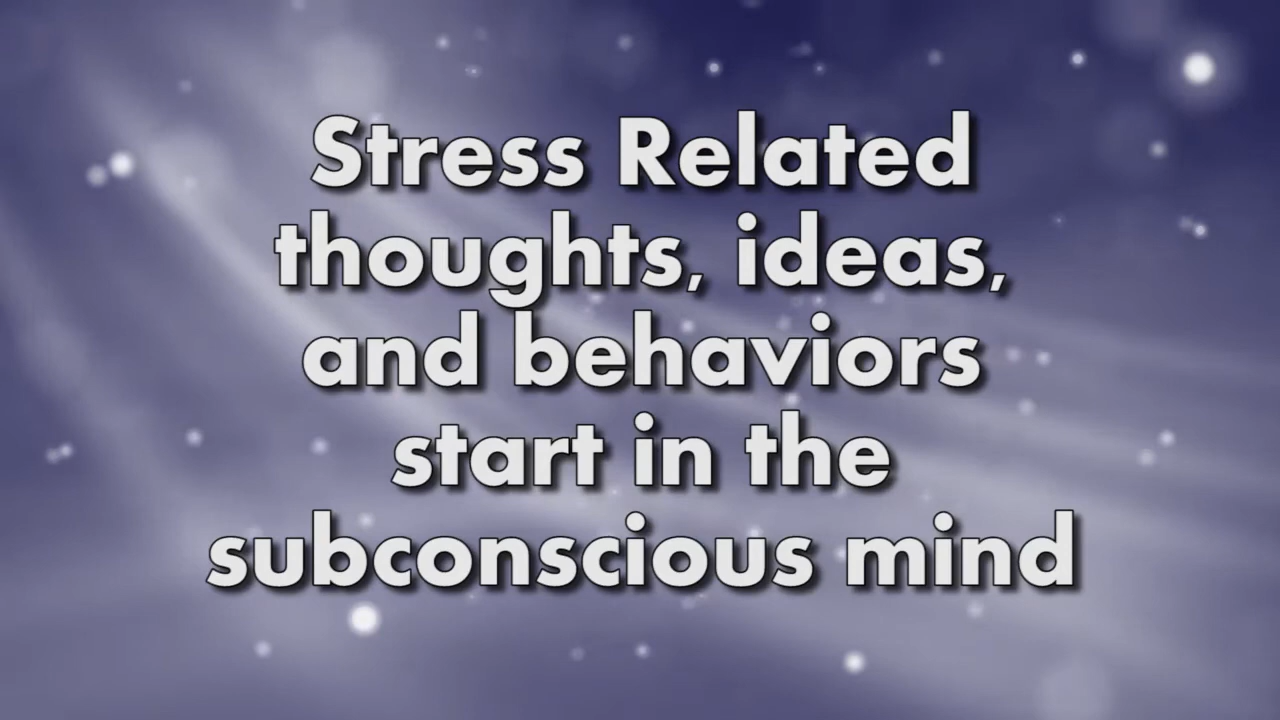 Stress Related
thoughts, ideas,
and behaviors
start in the
subconscious mind